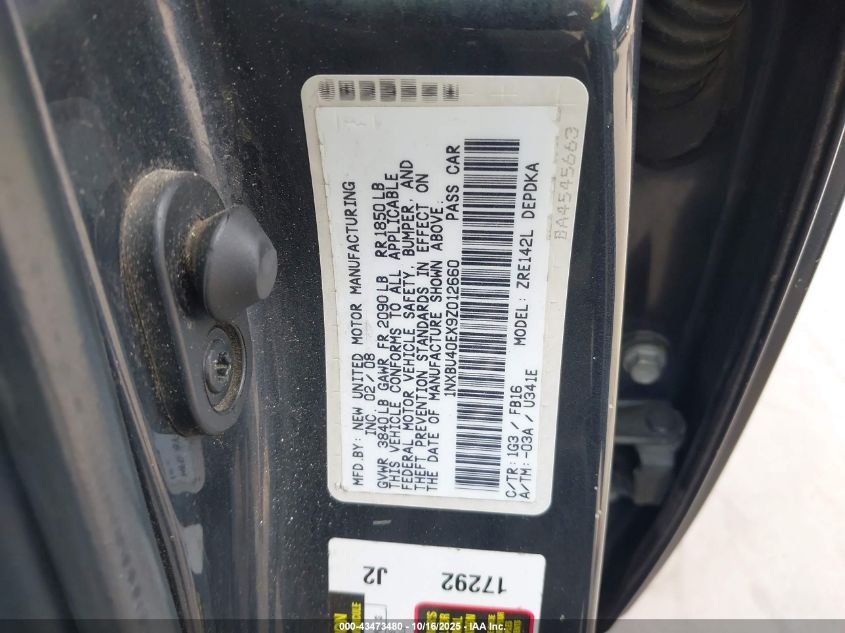 MFD.BY: NEW UNITED MOTOR MANUFACTURING
INC. 02/08
GVWR 3840LB GAWR FR 2090LB RR 1850LB
THIS VEHICLE CONFORMS TO ALL APPLICABLE
FEDERAL MOTOR VEHICLE SAFETY, BUMPER, AND
THEFT PREVENTION STANDARDS IN EFFECT ON
THE DATE OF MANUFACTURE SHOWN ABOVE.
1NXBU40EX9Z012660 PASS CAR
C/TR: 1G3 / FB16 MODEL: ZRE142L DEPDKA
A/TM: -03A / U341E
BA4545663
J2
17292
000-43473480 - 10/16/2025 - IAA Inc.